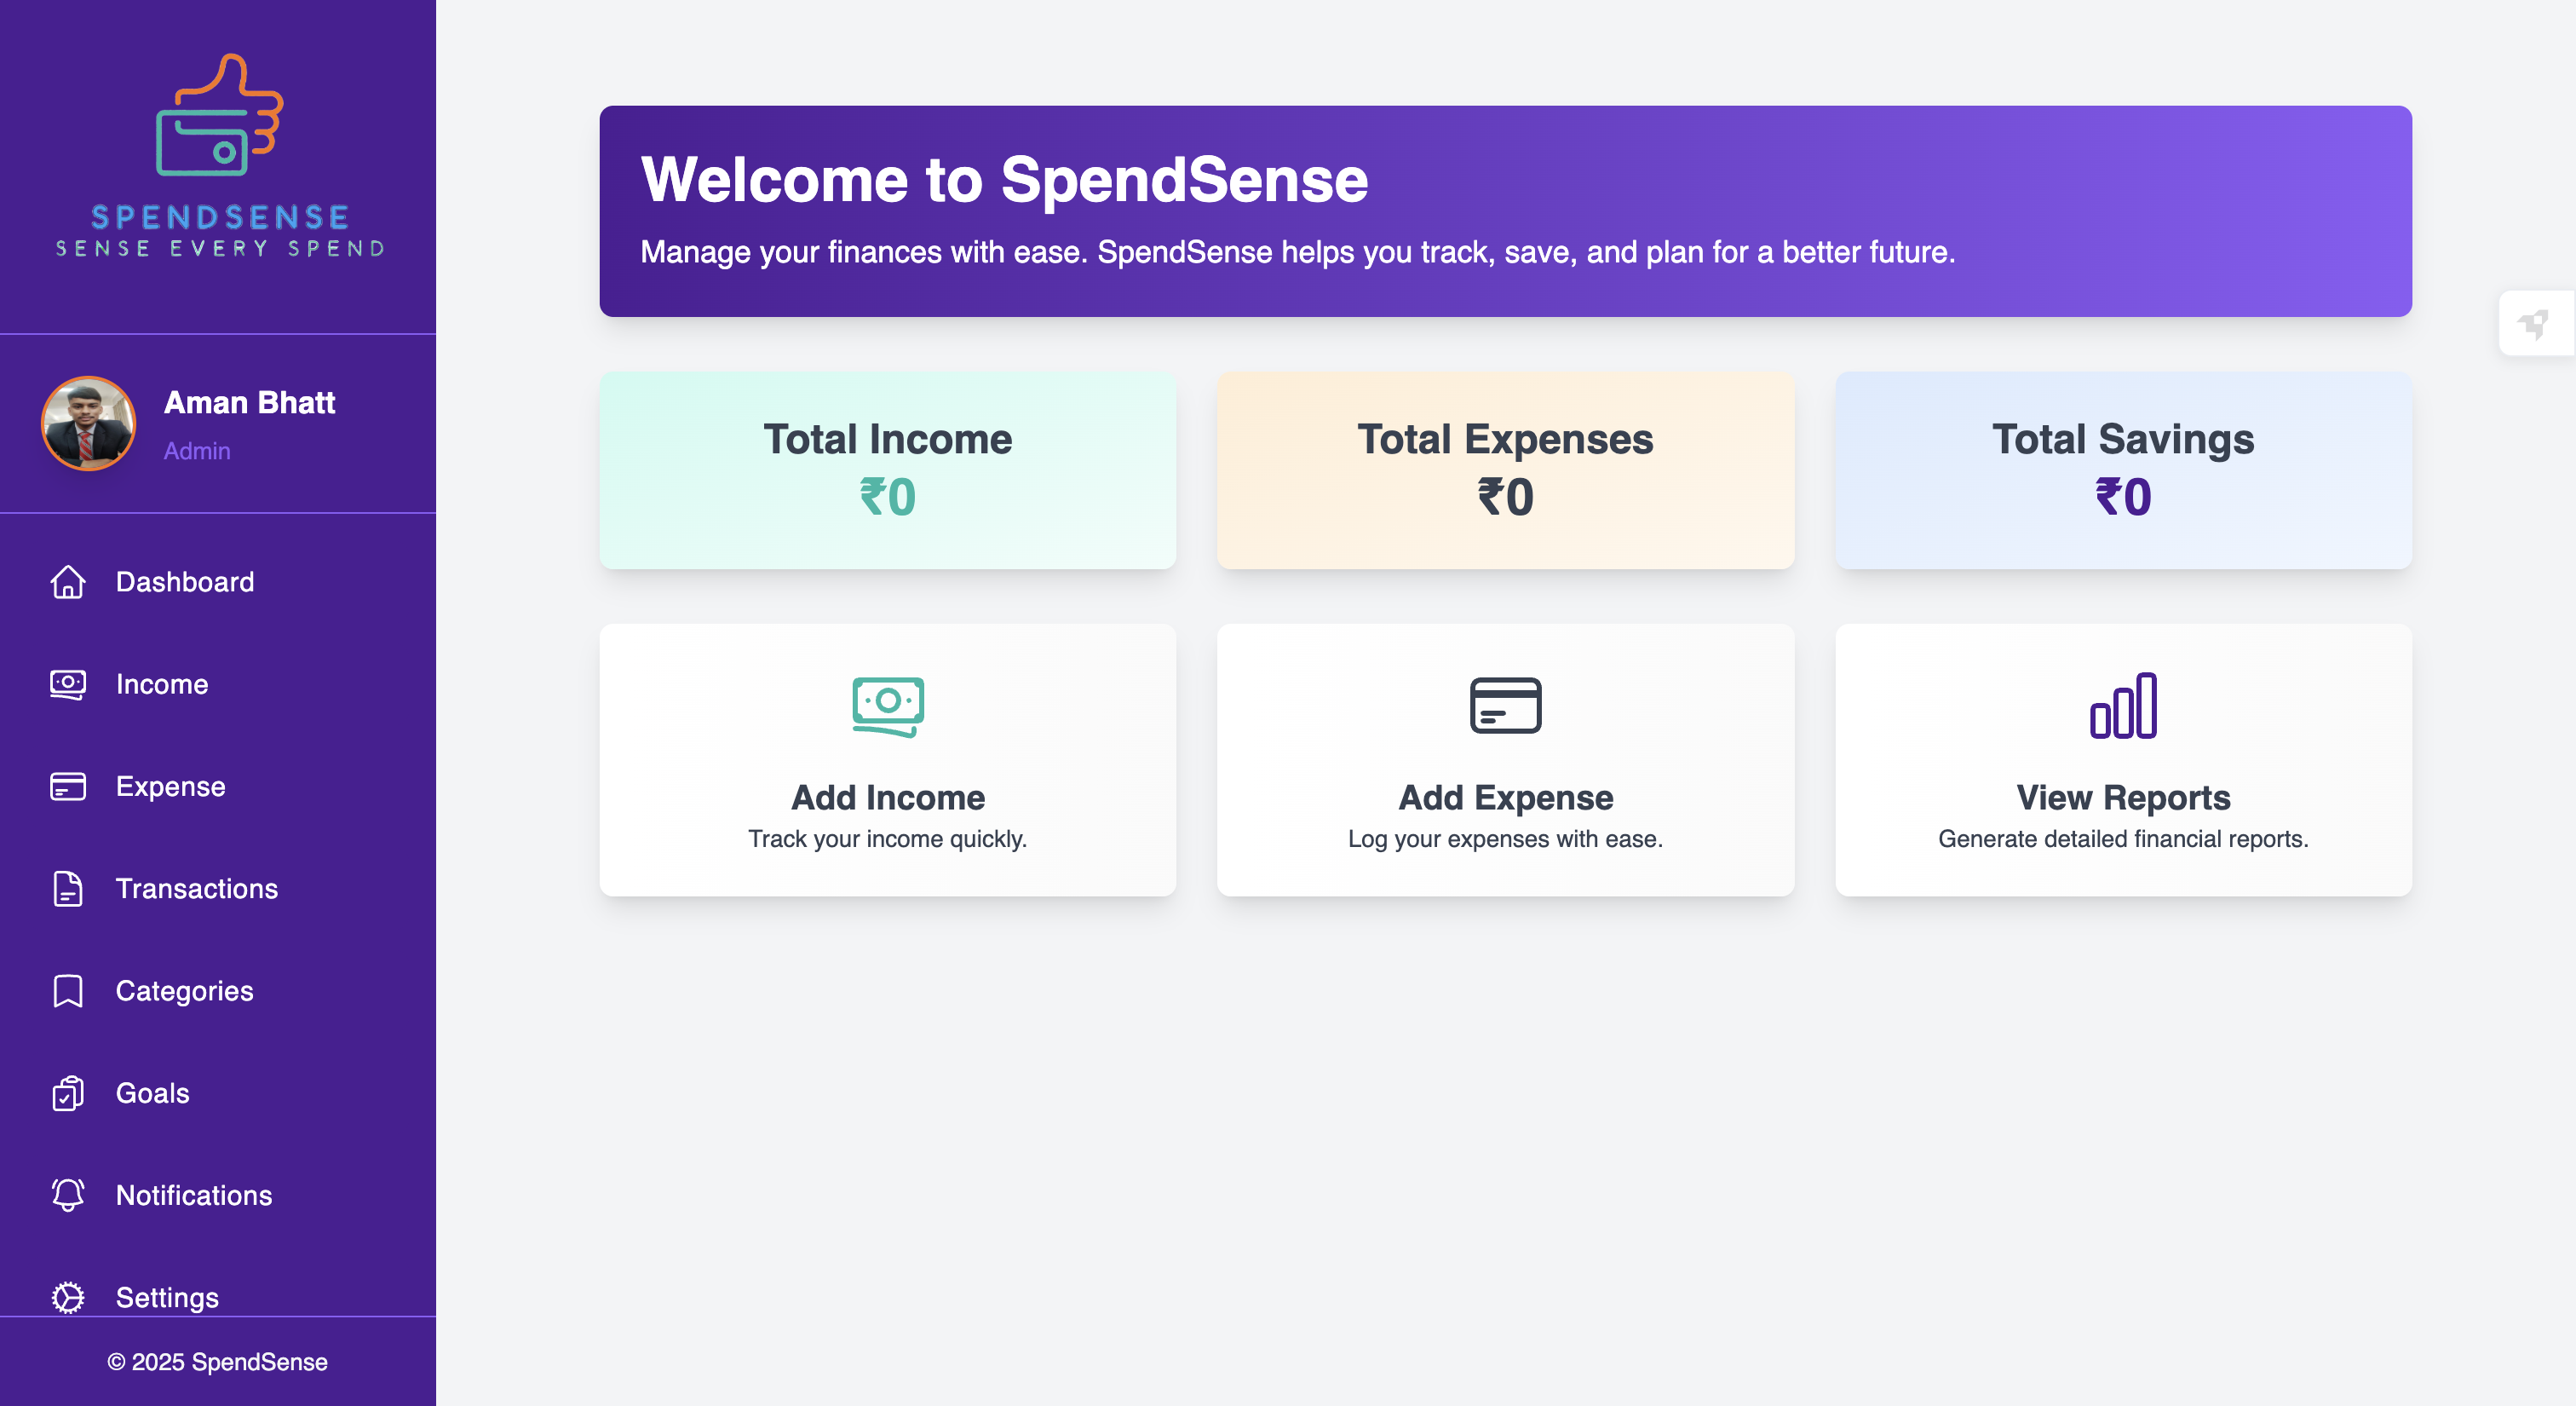 SPENDSENSE
SENSE EVERY SPEND
Aman Bhatt
Admin
Dashboard
Income
Expense
Transactions
Categories
Goals
Notifications
Settings
© 2025 SpendSense
Welcome to SpendSense
Manage your finances with ease. SpendSense helps you track, save, and plan for a better future.
Total Income
₹0
Total Expenses
₹0
Total Savings
₹0
Add Income
Track your income quickly.
Add Expense
Log your expenses with ease.
View Reports
Generate detailed financial reports.